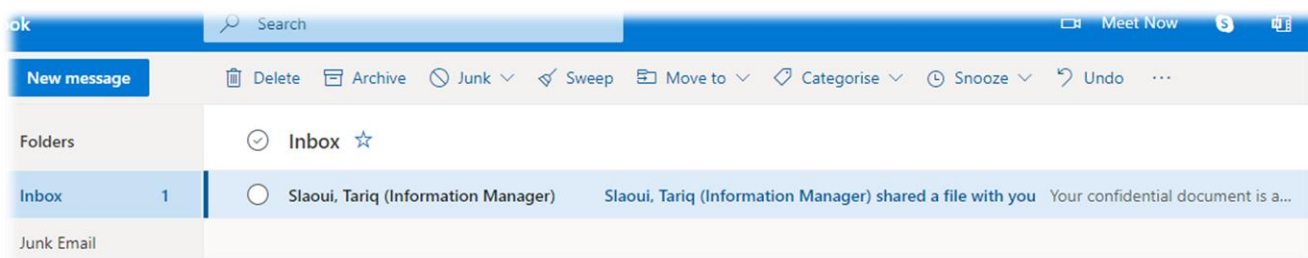 ok Search Meet Now
New message Delete Archive Junk Sweep Move to Categorise Snooze Undo ...
Folders Inbox
Inbox 1 Slaoui, Tariq (Information Manager) Slaoui, Tariq (Information Manager) shared a file with you Your confidential document is a...
Junk Email